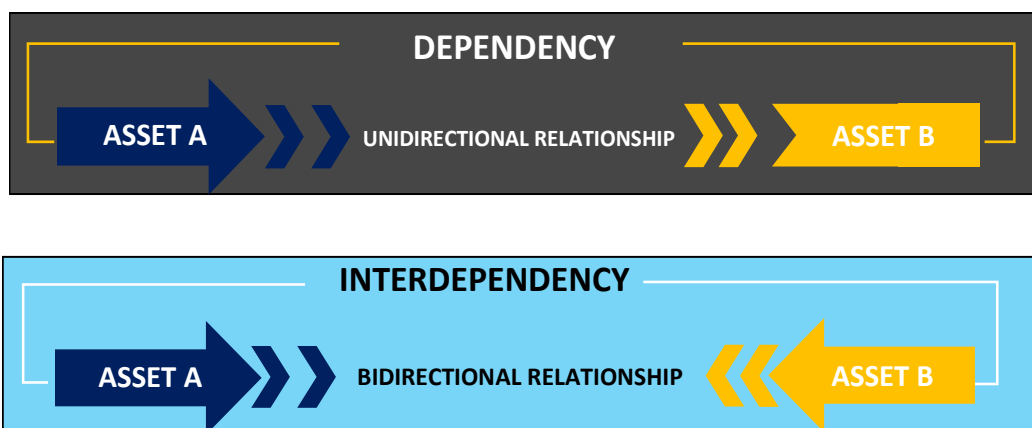 DEPENDENCY
ASSET A
UNIDIRECTIONAL RELATIONSHIP
ASSET B
INTERDEPENDENCY
ASSET A
BIDIRECTIONAL RELATIONSHIP
ASSET B